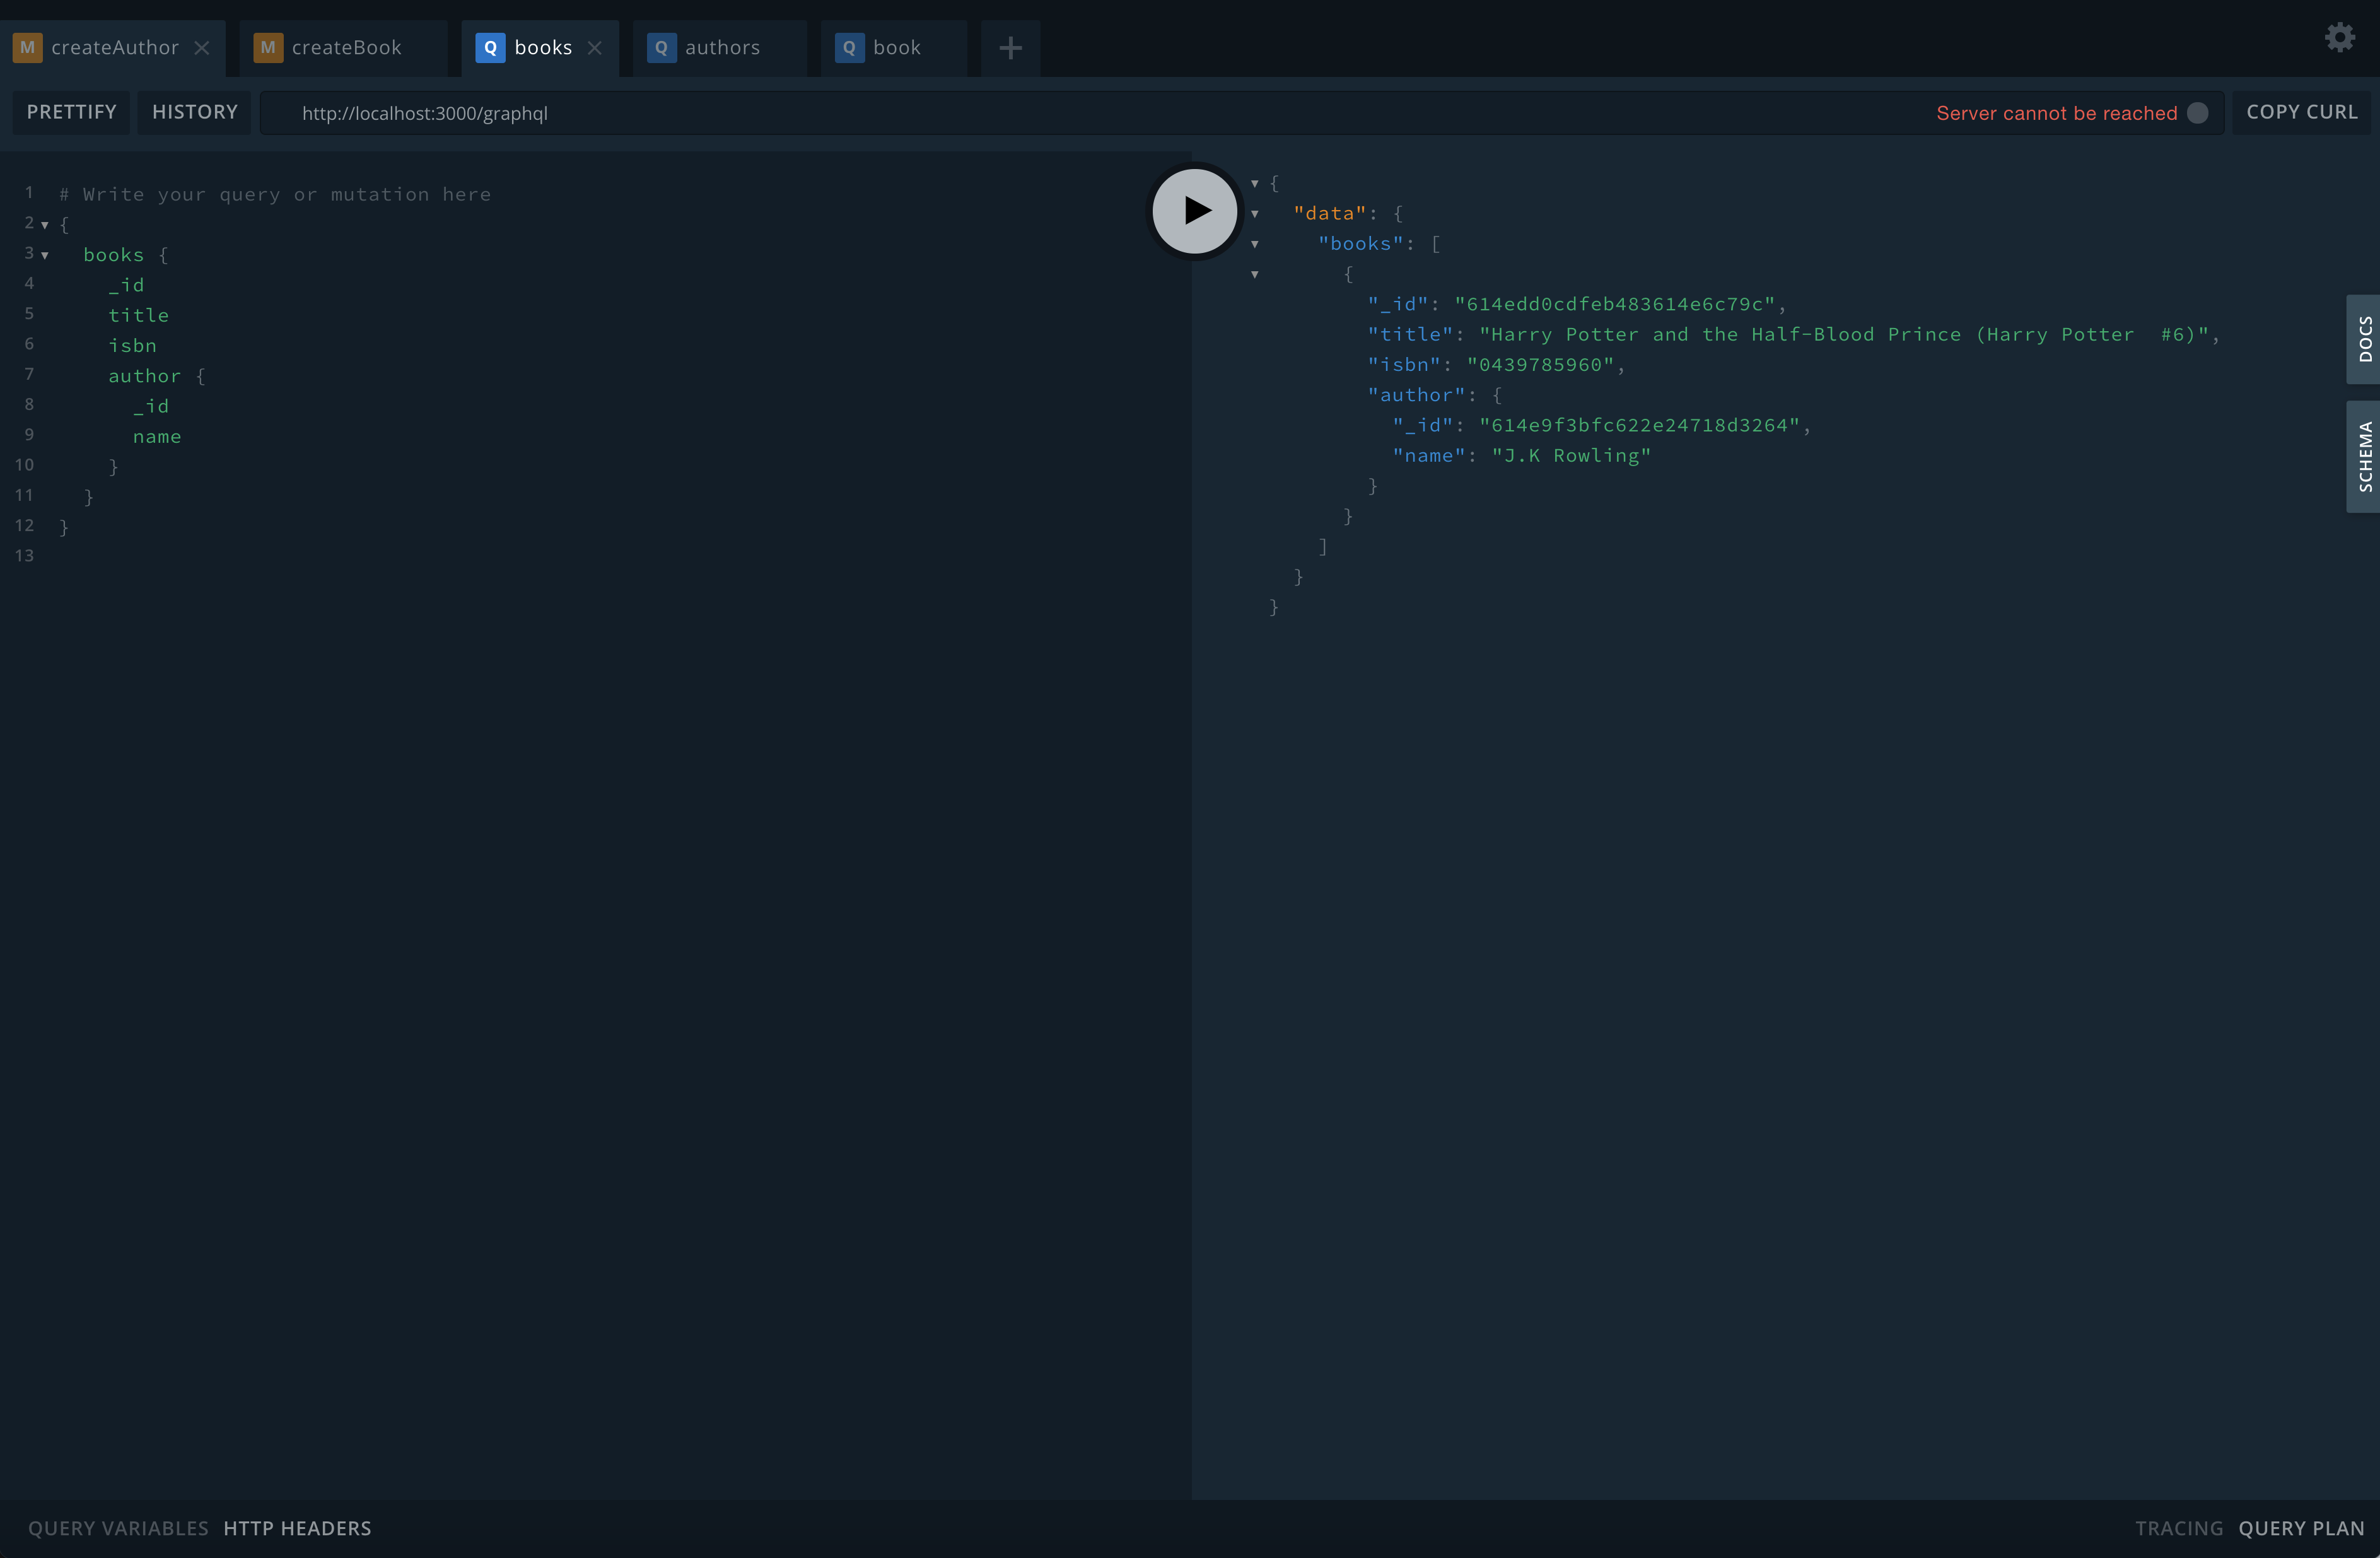 M createAuthor × M createBook Q books × Q authors Q book +
PRETTIFY HISTORY http://localhost:3000/graphql Server cannot be reached COPY CURL
1 # Write your query or mutation here
2 {
3 books {
4 _id
5 title
6 isbn
7 author {
8 _id
9 name
10 }
11 }
12 }
13
{
"data": {
"books": [
{
"_id": "614edd0cdfeb483614e6c79c",
"title": "Harry Potter and the Half-Blood Prince (Harry Potter  #6)",
"isbn": "0439785960",
"author": {
"_id": "614e9f3bfc622e24718d3264",
"name": "J.K Rowling"
}
}
]
}
}
DOCS
SCHEMA
QUERY VARIABLES HTTP HEADERS TRACING QUERY PLAN